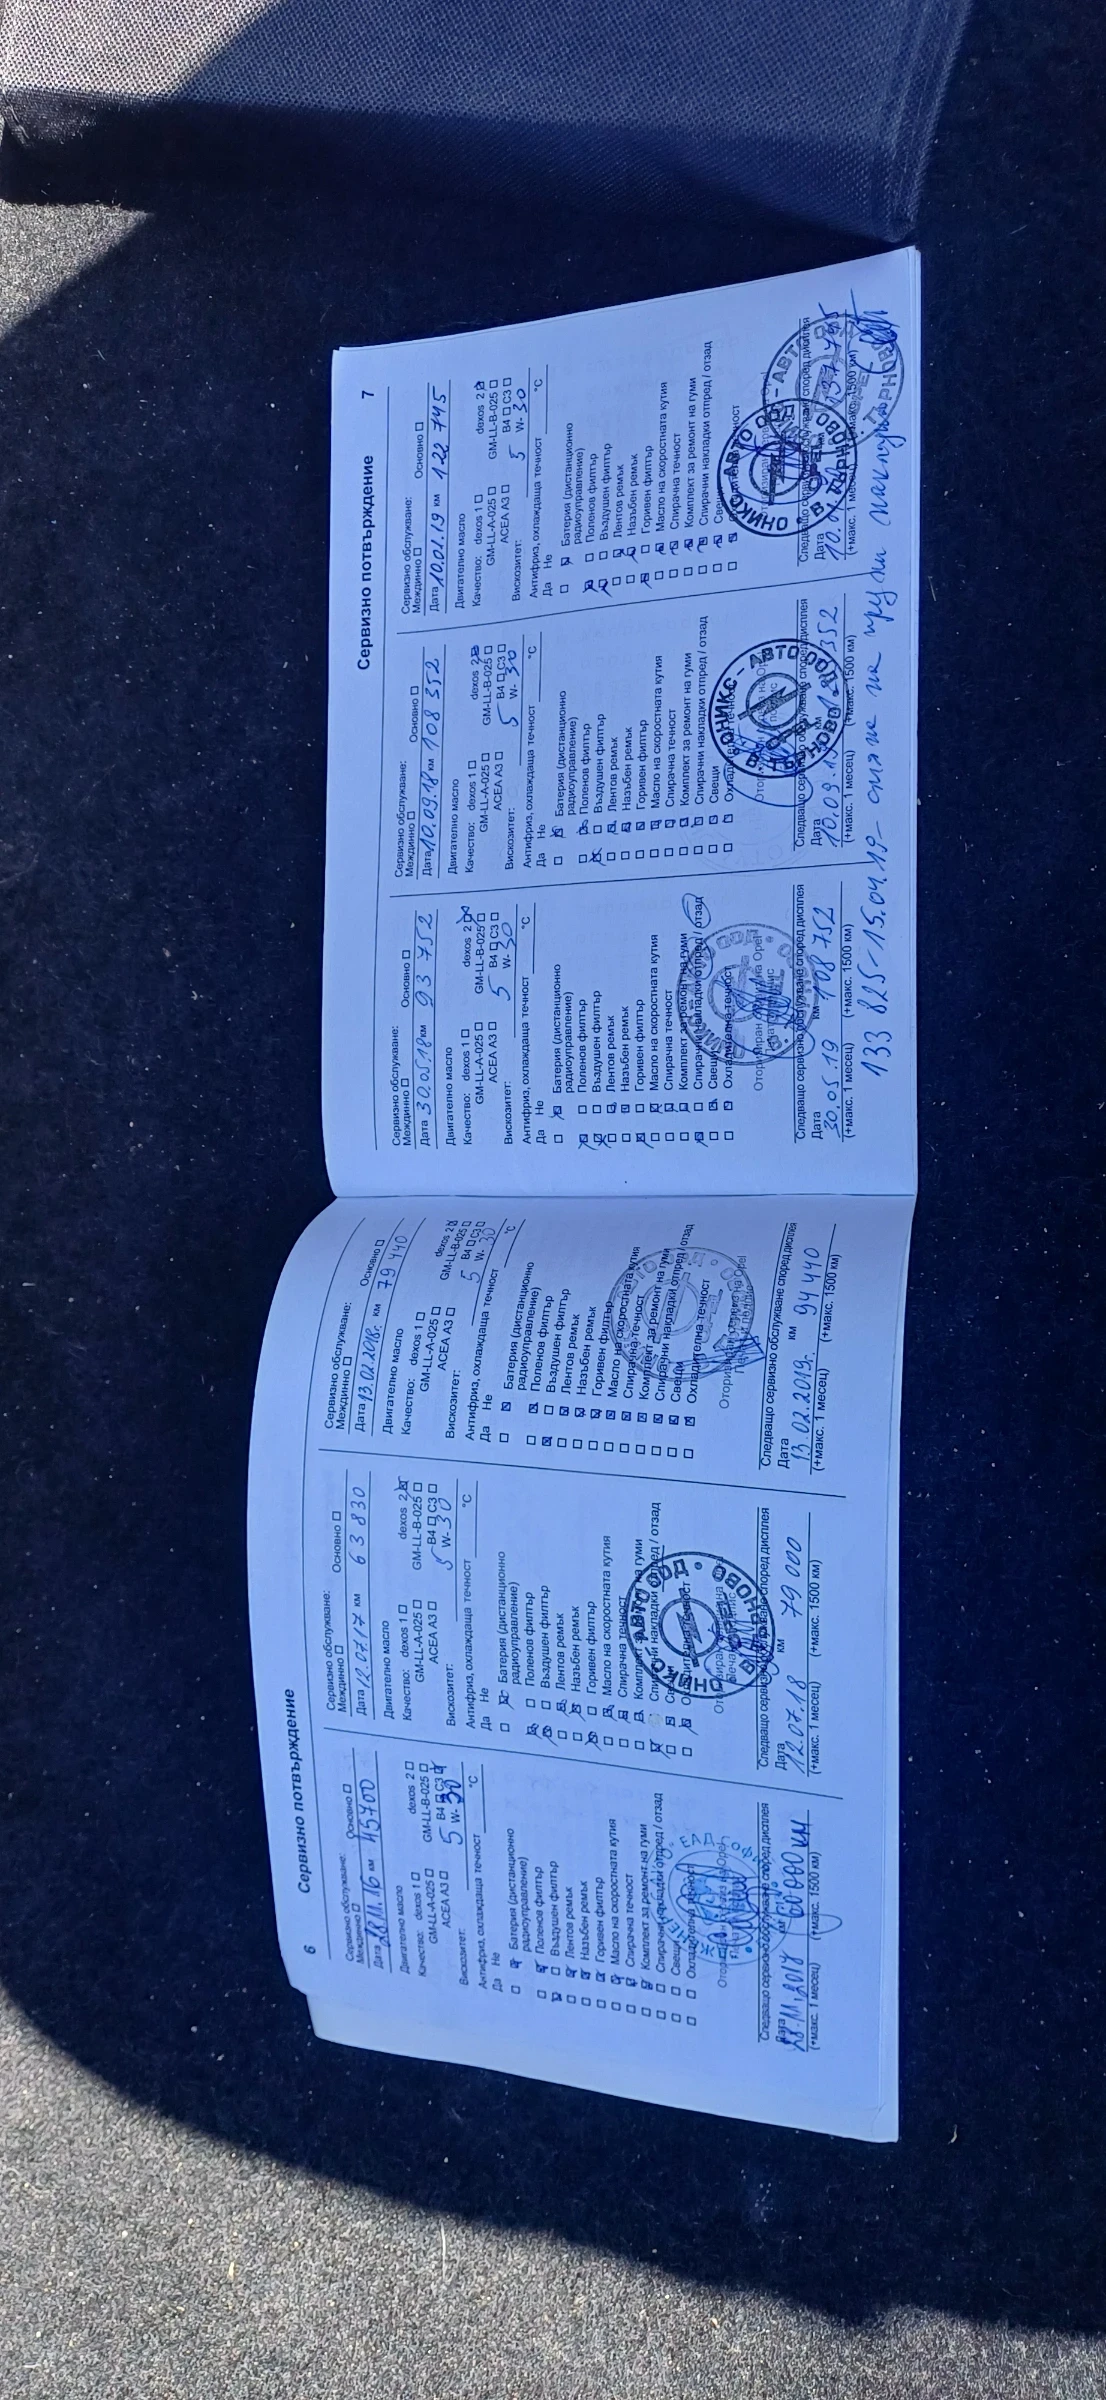 6
Сервизно потвърждение
Сервизно обслужване:
Междинно Основно
Дата 28.11.16 км 45700
Двигателно масло
Качество: dexos 1 dexos 2
GM-LL-A-025 GM-LL-B-025
ACEA A3 B4 C3
Вискозитет: 5 W- 30
Антифриз, охлаждаща течност °C
Да Не
Батерия (дистанционно
радиоуправление)
Поленов филтър
Въздушен филтър
Лентов ремък
Назъбен ремък
Горивен филтър
Масло на скоростната кутия
Спирачна течност
Комплект за ремонт на гуми
Спирачни накладки отпред / отзад
Свещи
Охладителна течност
Следващо сервизно обслужване според дисплея
Дата 28.11.2017 км 60000 км
(+макс. 1 месец) (+макс. 1500 км)
Сервизно обслужване:
Междинно Основно
Дата 12.07.17 км 63 830
Двигателно масло
Качество: dexos 1 dexos 2
GM-LL-A-025 GM-LL-B-025
ACEA A3 B4 C3
Вискозитет: 5 W- 30
Антифриз, охлаждаща течност °C
Да Не
Батерия (дистанционно
радиоуправление)
Поленов филтър
Въздушен филтър
Лентов ремък
Назъбен ремък
Горивен филтър
Масло на скоростната кутия
Спирачна течност
Комплект за ремонт на гуми
Спирачни накладки отпред / отзад
Свещи
Охладителна течност
ОНИКС - АВТО ООД • В. ТЪРНОВО
OPEL
Следващо сервизно обслужване според дисплея
Дата 12.07.18 км 79 000
(+макс. 1 месец) (+макс. 1500 км)
Сервизно обслужване:
Междинно Основно
Дата 13.02.2018г. км 79 440
Двигателно масло
Качество: dexos 1 dexos 2
GM-LL-A-025 GM-LL-B-025
ACEA A3 B4 C3
Вискозитет: 5 W- 30
Антифриз, охлаждаща течност °C
Да Не
Батерия (дистанционно
радиоуправление)
Поленов филтър
Въздушен филтър
Лентов ремък
Назъбен ремък
Горивен филтър
Масло на скоростната кутия
Спирачна течност
Комплект за ремонт на гуми
Спирачни накладки отпред / отзад
Свещи
Охладителна течност
Следващо сервизно обслужване според дисплея
Дата 13.02.2019г. км 94 440
(+макс. 1 месец) (+макс. 1500 км)
Сервизно потвърждение 7
Сервизно обслужване:
Междинно Основно
Дата 30.05.18 км 93 752
Двигателно масло
Качество: dexos 1 dexos 2
GM-LL-A-025 GM-LL-B-025
ACEA A3 B4 C3
Вискозитет: 5 W- 30
Антифриз, охлаждаща течност °C
Да Не
Батерия (дистанционно
радиоуправление)
Поленов филтър
Въздушен филтър
Лентов ремък
Назъбен ремък
Горивен филтър
Масло на скоростната кутия
Спирачна течност
Комплект за ремонт на гуми
Спирачни накладки отпред / отзад
Свещи
Охладителна течност
Следващо сервизно обслужване според дисплея
Дата 30.05.19 км 108 752
(+макс. 1 месец) (+макс. 1500 км)
Сервизно обслужване:
Междинно Основно
Дата 10.09.18 км 108 352
Двигателно масло
Качество: dexos 1 dexos 2
GM-LL-A-025 GM-LL-B-025
ACEA A3 B4 C3
Вискозитет: 5 W- 30
Антифриз, охлаждаща течност °C
Да Не
Батерия (дистанционно
радиоуправление)
Поленов филтър
Въздушен филтър
Лентов ремък
Назъбен ремък
Горивен филтър
Масло на скоростната кутия
Спирачна течност
Комплект за ремонт на гуми
Спирачни накладки отпред / отзад
Свещи
Охладителна течност
ОНИКС - АВТО ООД
Следващо сервизно обслужване според дисплея
Дата 10.09.1 км 352
(+макс. 1 месец) (+макс. 1500 км)
Сервизно обслужване:
Междинно Основно
Дата 10.01.19 км 122 745
Двигателно масло
Качество: dexos 1 dexos 2
GM-LL-A-025 GM-LL-B-025
ACEA A3 B4 C3
Вискозитет: 5 W- 30
Антифриз, охлаждаща течност °C
Да Не
Батерия (дистанционно
радиоуправление)
Поленов филтър
Въздушен филтър
Лентов ремък
Назъбен ремък
Горивен филтър
Масло на скоростната кутия
Спирачна течност
Комплект за ремонт на гуми
Спирачни накладки отпред / отзад
Свещи
ОНИКС - АВТО ООД • В. ТЪРНОВО
OPEL
Следващо сервизно обслужване според дисплея
Дата 137 745
(+макс. 1 месец) (+макс. 1500 км)
133 825 - 15.04.19 - смяна на